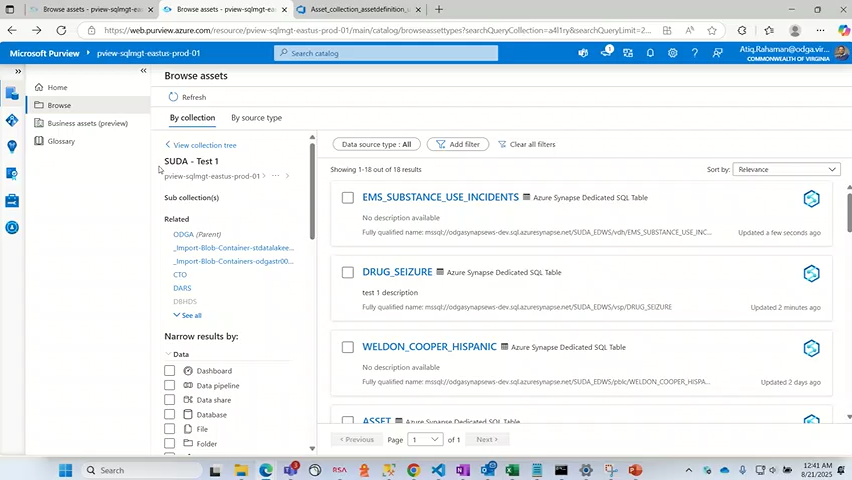 Browse assets - pview-sqlmgt-eastus-prod-01
Browse assets - pview-sqlmgt-eastus-prod-01
Asset_collection_assetdefinition_
https://web.purview.azure.com/resource/pview-sqlmgt-eastus-prod-01/main/catalog/browseassettypes?searchQueryCollection=a4l1ry&searchQueryLimit=2...
Microsoft Purview
pview-sqlmgt-eastus-prod-01
Search catalog
Atiq.Rahaman@odga.vir...
COMMONWEALTH OF VIRGINIA
Home
Browse
Business assets (preview)
Glossary
Browse assets
Refresh
By collection
By source type
View collection tree
SUDA - Test 1
pview-sqlmgt-eastus-prod-01 > ... >
Sub collection(s)
Related
ODGA (Parent)
_Import-Blob-Container-stdatalakee...
_Import-Blob-Containers-odgastr00...
CTO
DARS
DBHDS
See all
Narrow results by:
Data
Dashboard
Data pipeline
Data share
Database
File
Folder
Data source type : All
Add filter
Clear all filters
Showing 1-18 out of 18 results
Sort by:
Relevance
EMS_SUBSTANCE_USE_INCIDENTS Azure Synapse Dedicated SQL Table
No description available
Fully qualified name: mssql://odgasynapsews-dev.sql.azuresynapse.net/SUDA_EDWS/vdh/EMS_SUBSTANCE_USE_INC...
Updated a few seconds ago
DRUG_SEIZURE Azure Synapse Dedicated SQL Table
test 1 description
Fully qualified name: mssql://odgasynapsews-dev.sql.azuresynapse.net/SUDA_EDWS/vsp/DRUG_SEIZURE
Updated 2 minutes ago
WELDON_COOPER_HISPANIC Azure Synapse Dedicated SQL Table
No description available
Fully qualified name: mssql://odgasynapsews-dev.sql.azuresynapse.net/SUDA_EDWS/pblc/WELDON_COOPER_HISPA...
Updated 2 days ago
ASSET Azure Synapse Dedicated SQL Table
< Previous
Page
1
of 1
Next >
Search
RSA
12:41 AM
8/21/2025